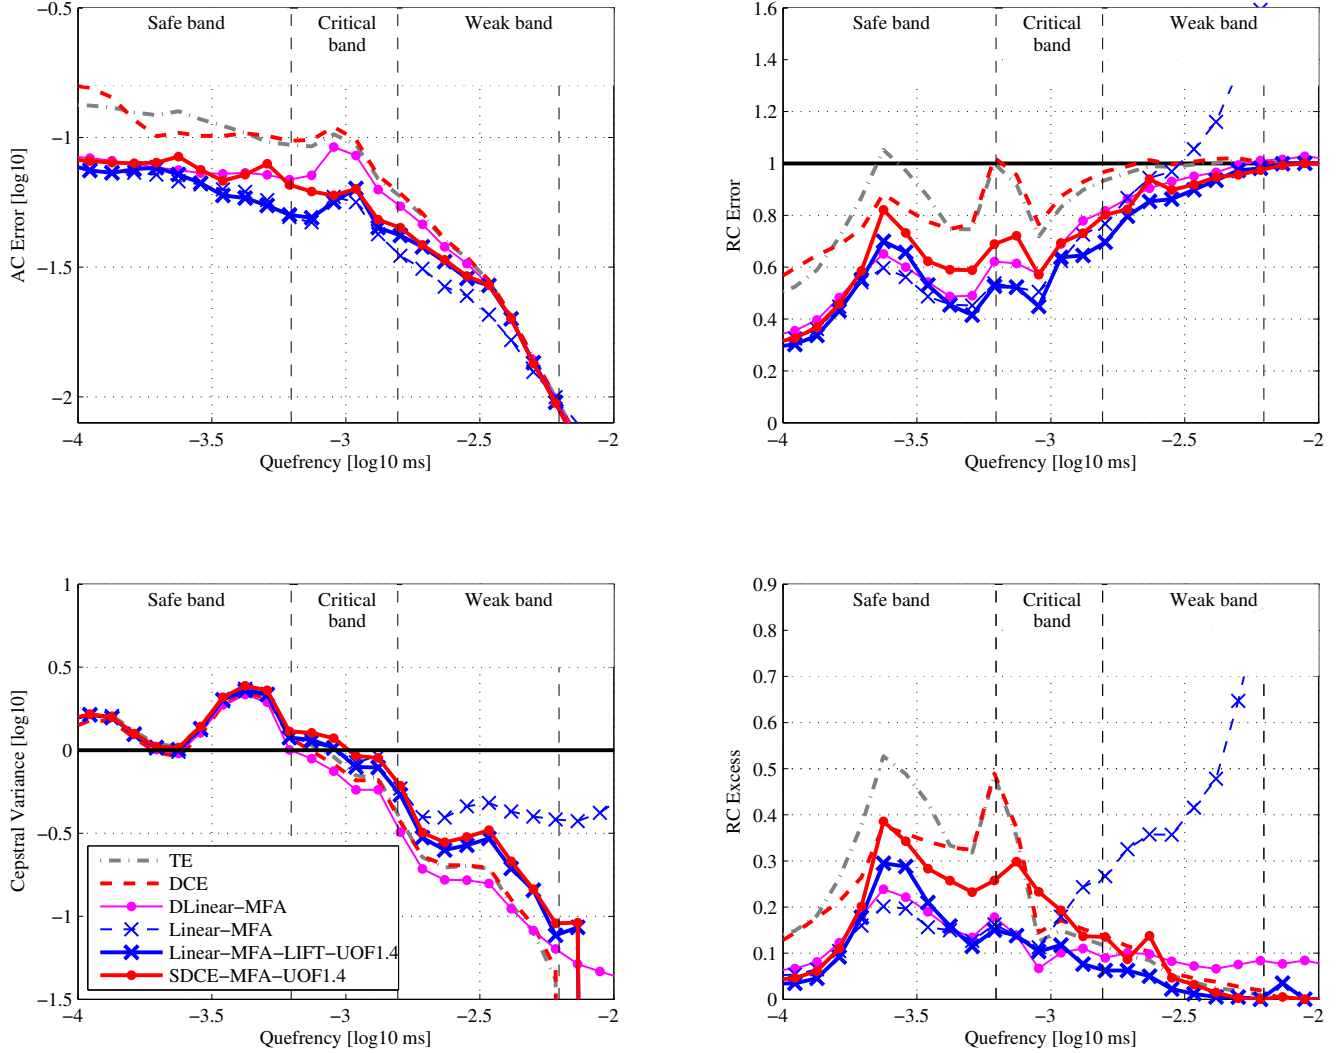 Safe band
Critical
band
Weak band
−0.5
−1
−1.5
−2
AC Error [log10]
−4
−3.5
−3
−2.5
−2
Quefrency [log10 ms]
Safe band
Critical
band
Weak band
1.6
1.4
1.2
1
0.8
0.6
0.4
0.2
0
RC Error
−4
−3.5
−3
−2.5
−2
Quefrency [log10 ms]
Safe band
Critical
band
Weak band
1
0.5
0
−0.5
−1
−1.5
Cepstral Variance [log10]
TE
DCE
DLinear−MFA
Linear−MFA
Linear−MFA−LIFT−UOF1.4
SDCE−MFA−UOF1.4
−4
−3.5
−3
−2.5
−2
Quefrency [log10 ms]
Safe band
Critical
band
Weak band
0.9
0.8
0.7
0.6
0.5
0.4
0.3
0.2
0.1
0
RC Excess
−4
−3.5
−3
−2.5
−2
Quefrency [log10 ms]